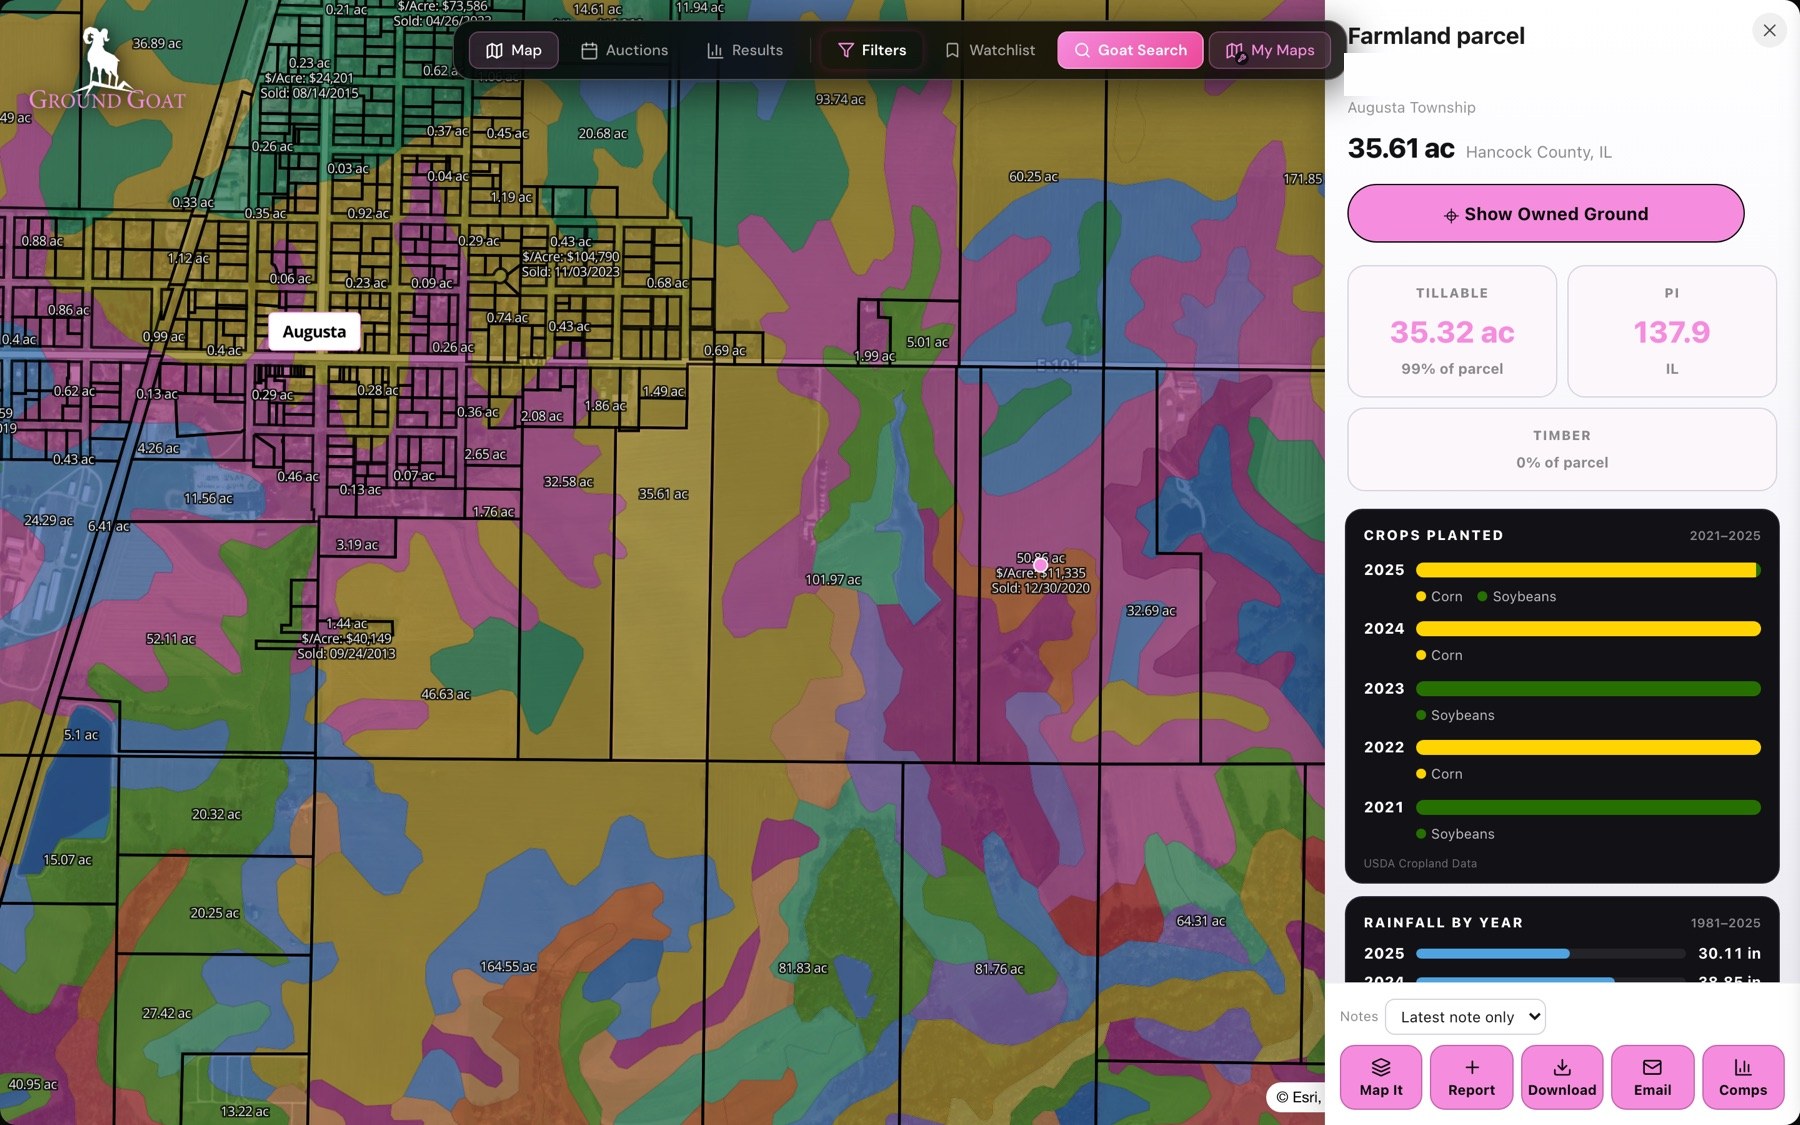 GROUND GOAT
Map
Auctions
Results
Filters
Watchlist
Goat Search
My Maps
0.21 ac
$/Acre: $73,586
14.61 ac
11.94 ac
36.89 ac
0.23 ac
$/Acre: $24,201
Sold: 08/14/2015
0.62 ac
93.74 ac
49 ac
0.37 ac
0.45 ac
20.68 ac
0.26 ac
0.03 ac
0.04 ac
60.25 ac
171.85
1.19 ac
0.33 ac
0.35 ac
0.92 ac
0.88 ac
0.29 ac
0.43 ac
$/Acre: $104,790
Sold: 11/03/2023
1.12 ac
0.06 ac
0.23 ac
0.09 ac
0.68 ac
0.86 ac
0.74 ac
0.43 ac
Augusta
0.4 ac
0.99 ac
0.4 ac
0.26 ac
0.69 ac
1.99 ac
5.01 ac
E 101
0.62 ac
0.13 ac
0.29 ac
0.28 ac
0.36 ac
2.08 ac
1.86 ac
1.49 ac
59
019
0.43 ac
4.26 ac
0.46 ac
0.07 ac
2.65 ac
0.13 ac
11.56 ac
32.58 ac
35.61 ac
24.29 ac
6.41 ac
1.76 ac
3.19 ac
101.97 ac
50.86 ac
$/Acre: $11,335
Sold: 12/30/2020
32.69 ac
52.11 ac
1.44 ac
$/Acre: $40,149
Sold: 09/24/2013
46.63 ac
5.1 ac
20.32 ac
15.07 ac
20.25 ac
64.31 ac
164.55 ac
81.83 ac
81.76 ac
27.42 ac
40.95 ac
13.22 ac
© Esri,
Farmland parcel
Augusta Township
35.61 ac Hancock County, IL
Show Owned Ground
TILLABLE
35.32 ac
99% of parcel
PI
137.9
IL
TIMBER
0% of parcel
CROPS PLANTED 2021–2025
2025
Corn Soybeans
2024
Corn
2023
Soybeans
2022
Corn
2021
Soybeans
USDA Cropland Data
RAINFALL BY YEAR 1981–2025
2025 30.11 in
2024 38.85 in
Notes Latest note only
Map It
Report
Download
Email
Comps